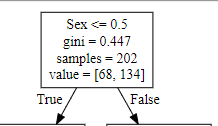 Sex <= 0.5
gini = 0.447
samples = 202
value = [68, 134]
True
False